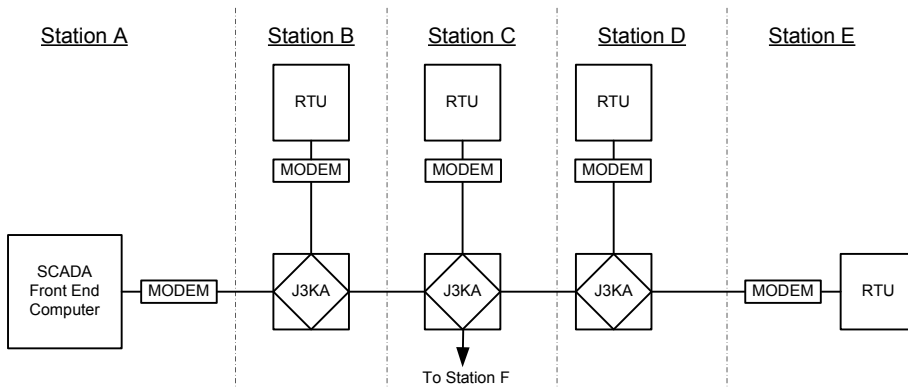 Station A
Station B
Station C
Station D
Station E
RTU
RTU
RTU
MODEM
MODEM
MODEM
SCADA
Front End
Computer
MODEM
J3KA
J3KA
J3KA
MODEM
RTU
To Station F